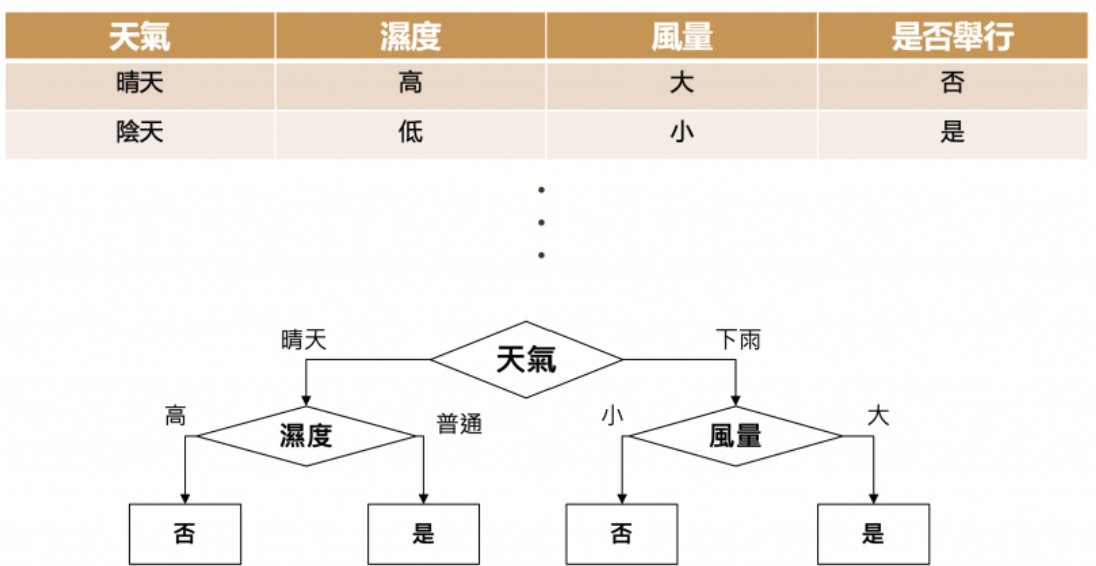 天氣 濕度 風量 是否舉行
晴天 高 大 否
陰天 低 小 是
晴天 下雨
天氣
高 普通 小 大
濕度 風量
否 是 否 是